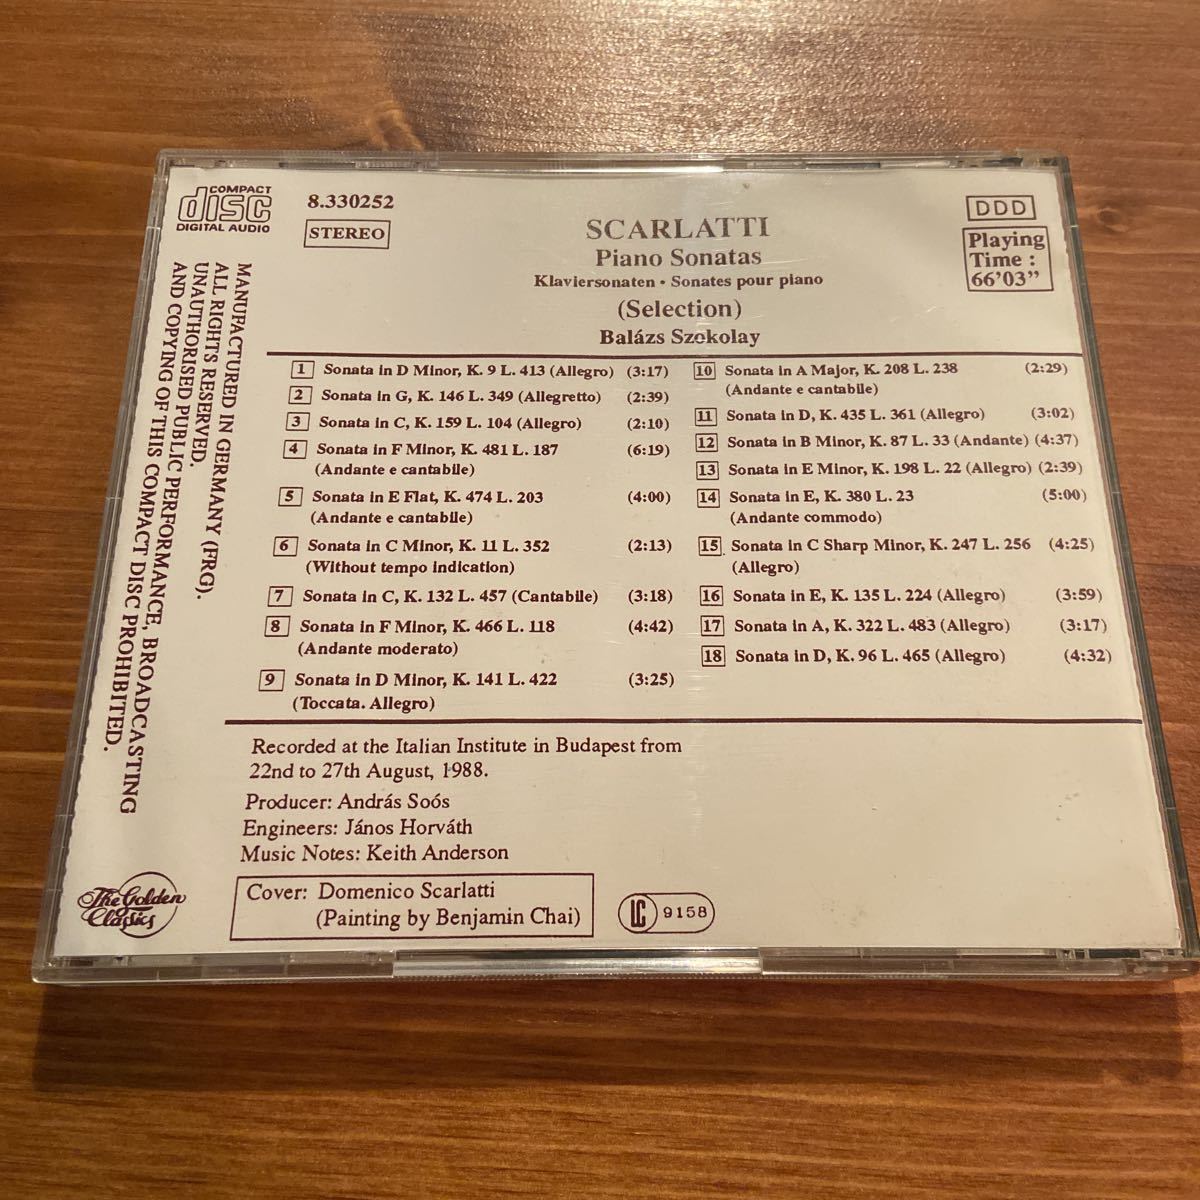 COMPACT
disc
DIGITAL AUDIO
8.330252
STEREO
SCARLATTI
Piano Sonatas
Klaviersonaten • Sonates pour piano
(Selection)
Balázs Szokolay
DDD
Playing
Time :
66'03"
MANUFACTURED IN GERMANY (FRG).
ALL RIGHTS RESERVED.
UNAUTHORISED PUBLIC PERFORMANCE, BROADCASTING
AND COPYING OF THIS COMPACT DISC PROHIBITED.
1 Sonata in D Minor, K. 9 L. 413 (Allegro) (3:17)
2 Sonata in G, K. 146 L. 349 (Allegretto) (2:39)
3 Sonata in C, K. 159 L. 104 (Allegro) (2:10)
4 Sonata in F Minor, K. 481 L. 187 (6:19)
(Andante e cantabile)
5 Sonata in E Flat, K. 474 L. 203 (4:00)
(Andante e cantabile)
6 Sonata in C Minor, K. 11 L. 352 (2:13)
(Without tempo indication)
7 Sonata in C, K. 132 L. 457 (Cantabile) (3:18)
8 Sonata in F Minor, K. 466 L. 118 (4:42)
(Andante moderato)
9 Sonata in D Minor, K. 141 L. 422 (3:25)
(Toccata. Allegro)
10 Sonata in A Major, K. 208 L. 238 (2:29)
(Andante e cantabile)
11 Sonata in D, K. 435 L. 361 (Allegro) (3:02)
12 Sonata in B Minor, K. 87 L. 33 (Andante) (4:37)
13 Sonata in E Minor, K. 198 L. 22 (Allegro) (2:39)
14 Sonata in E, K. 380 L. 23 (5:00)
(Andante commodo)
15 Sonata in C Sharp Minor, K. 247 L. 256 (4:25)
(Allegro)
16 Sonata in E, K. 135 L. 224 (Allegro) (3:59)
17 Sonata in A, K. 322 L. 483 (Allegro) (3:17)
18 Sonata in D, K. 96 L. 465 (Allegro) (4:32)
Recorded at the Italian Institute in Budapest from
22nd to 27th August, 1988.
Producer: András Soós
Engineers: János Horváth
Music Notes: Keith Anderson
Cover: Domenico Scarlatti
(Painting by Benjamin Chai)
The Golden
Classics
LC 9158